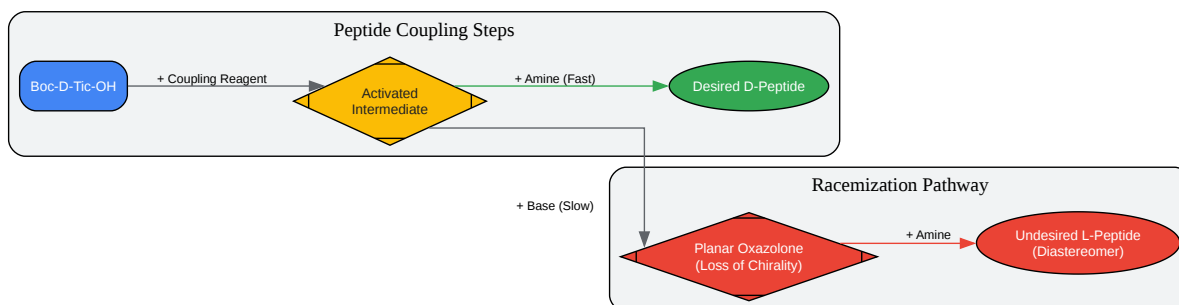 Peptide Coupling Steps
Boc-D-Tic-OH
+ Coupling Reagent
Activated
Intermediate
+ Amine (Fast)
Desired D-Peptide
+ Base (Slow)
Racemization Pathway
Planar Oxazolone
(Loss of Chirality)
+ Amine
Undesired L-Peptide
(Diastereomer)